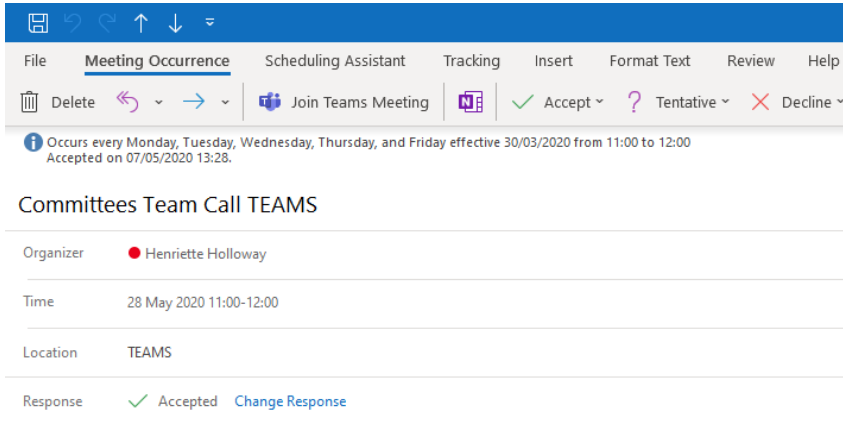 File Meeting Occurrence Scheduling Assistant Tracking Insert Format Text Review Help
Delete Join Teams Meeting N Accept ? Tentative Decline
i Occurs every Monday, Tuesday, Wednesday, Thursday, and Friday effective 30/03/2020 from 11:00 to 12:00
Accepted on 07/05/2020 13:28.
Committees Team Call TEAMS
Organizer Henriette Holloway
Time 28 May 2020 11:00-12:00
Location TEAMS
Response Accepted Change Response